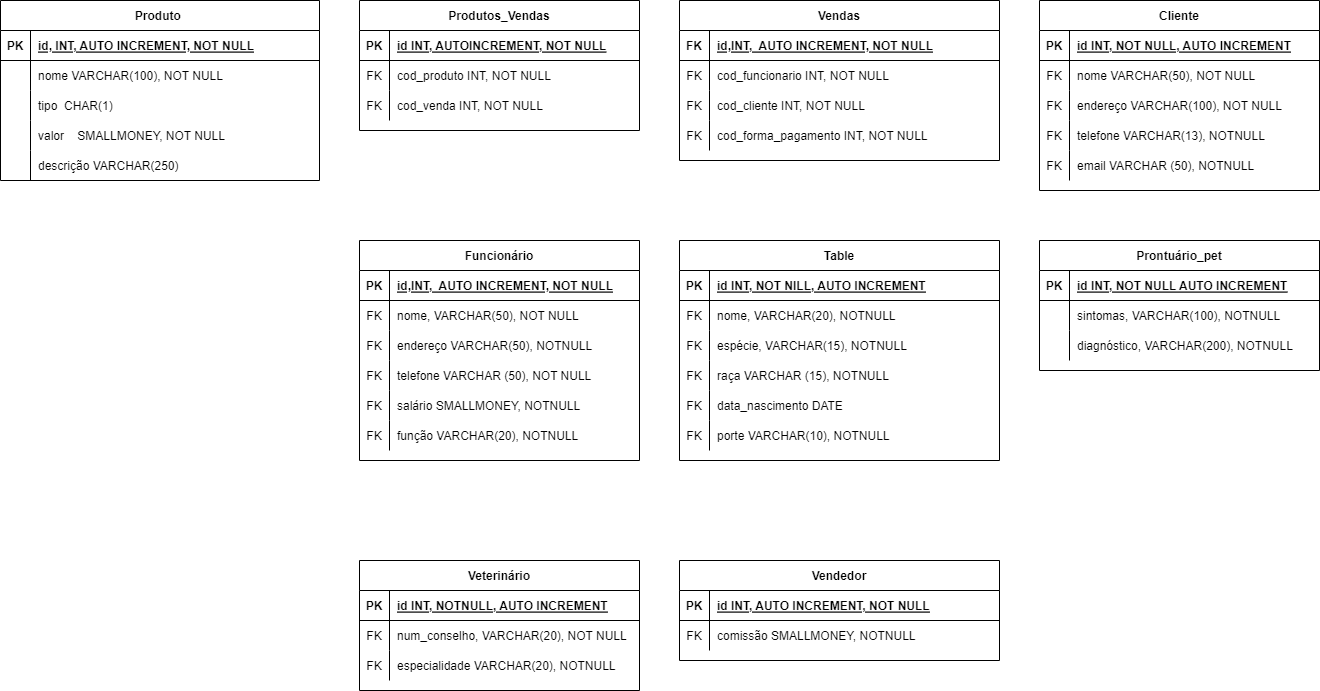 Produto
PK id, INT, AUTO INCREMENT, NOT NULL
nome VARCHAR(100), NOT NULL
tipo  CHAR(1)
valor    SMALLMONEY, NOT NULL
descrição VARCHAR(250)
Produtos_Vendas
PK id INT, AUTOINCREMENT, NOT NULL
FK cod_produto INT, NOT NULL
FK cod_venda INT, NOT NULL
Vendas
FK id,INT,  AUTO INCREMENT, NOT NULL
FK cod_funcionario INT, NOT NULL
FK cod_cliente INT, NOT NULL
FK cod_forma_pagamento INT, NOT NULL
Cliente
PK id INT, NOT NULL, AUTO INCREMENT
FK nome VARCHAR(50), NOT NULL
FK endereço VARCHAR(100), NOT NULL
FK telefone VARCHAR(13), NOTNULL
FK email VARCHAR (50), NOTNULL
Funcionário
PK id,INT,  AUTO INCREMENT, NOT NULL
FK nome, VARCHAR(50), NOT NULL
FK endereço VARCHAR(50), NOTNULL
FK telefone VARCHAR (50), NOT NULL
FK salário SMALLMONEY, NOTNULL
FK função VARCHAR(20), NOTNULL
Table
PK id INT, NOT NILL, AUTO INCREMENT
FK nome, VARCHAR(20), NOTNULL
FK espécie, VARCHAR(15), NOTNULL
FK raça VARCHAR (15), NOTNULL
FK data_nascimento DATE
FK porte VARCHAR(10), NOTNULL
Prontuário_pet
PK id INT, NOT NULL AUTO INCREMENT
sintomas, VARCHAR(100), NOTNULL
diagnóstico, VARCHAR(200), NOTNULL
Veterinário
PK id INT, NOTNULL, AUTO INCREMENT
FK num_conselho, VARCHAR(20), NOT NULL
FK especialidade VARCHAR(20), NOTNULL
Vendedor
PK id INT, AUTO INCREMENT, NOT NULL
FK comissão SMALLMONEY, NOTNULL